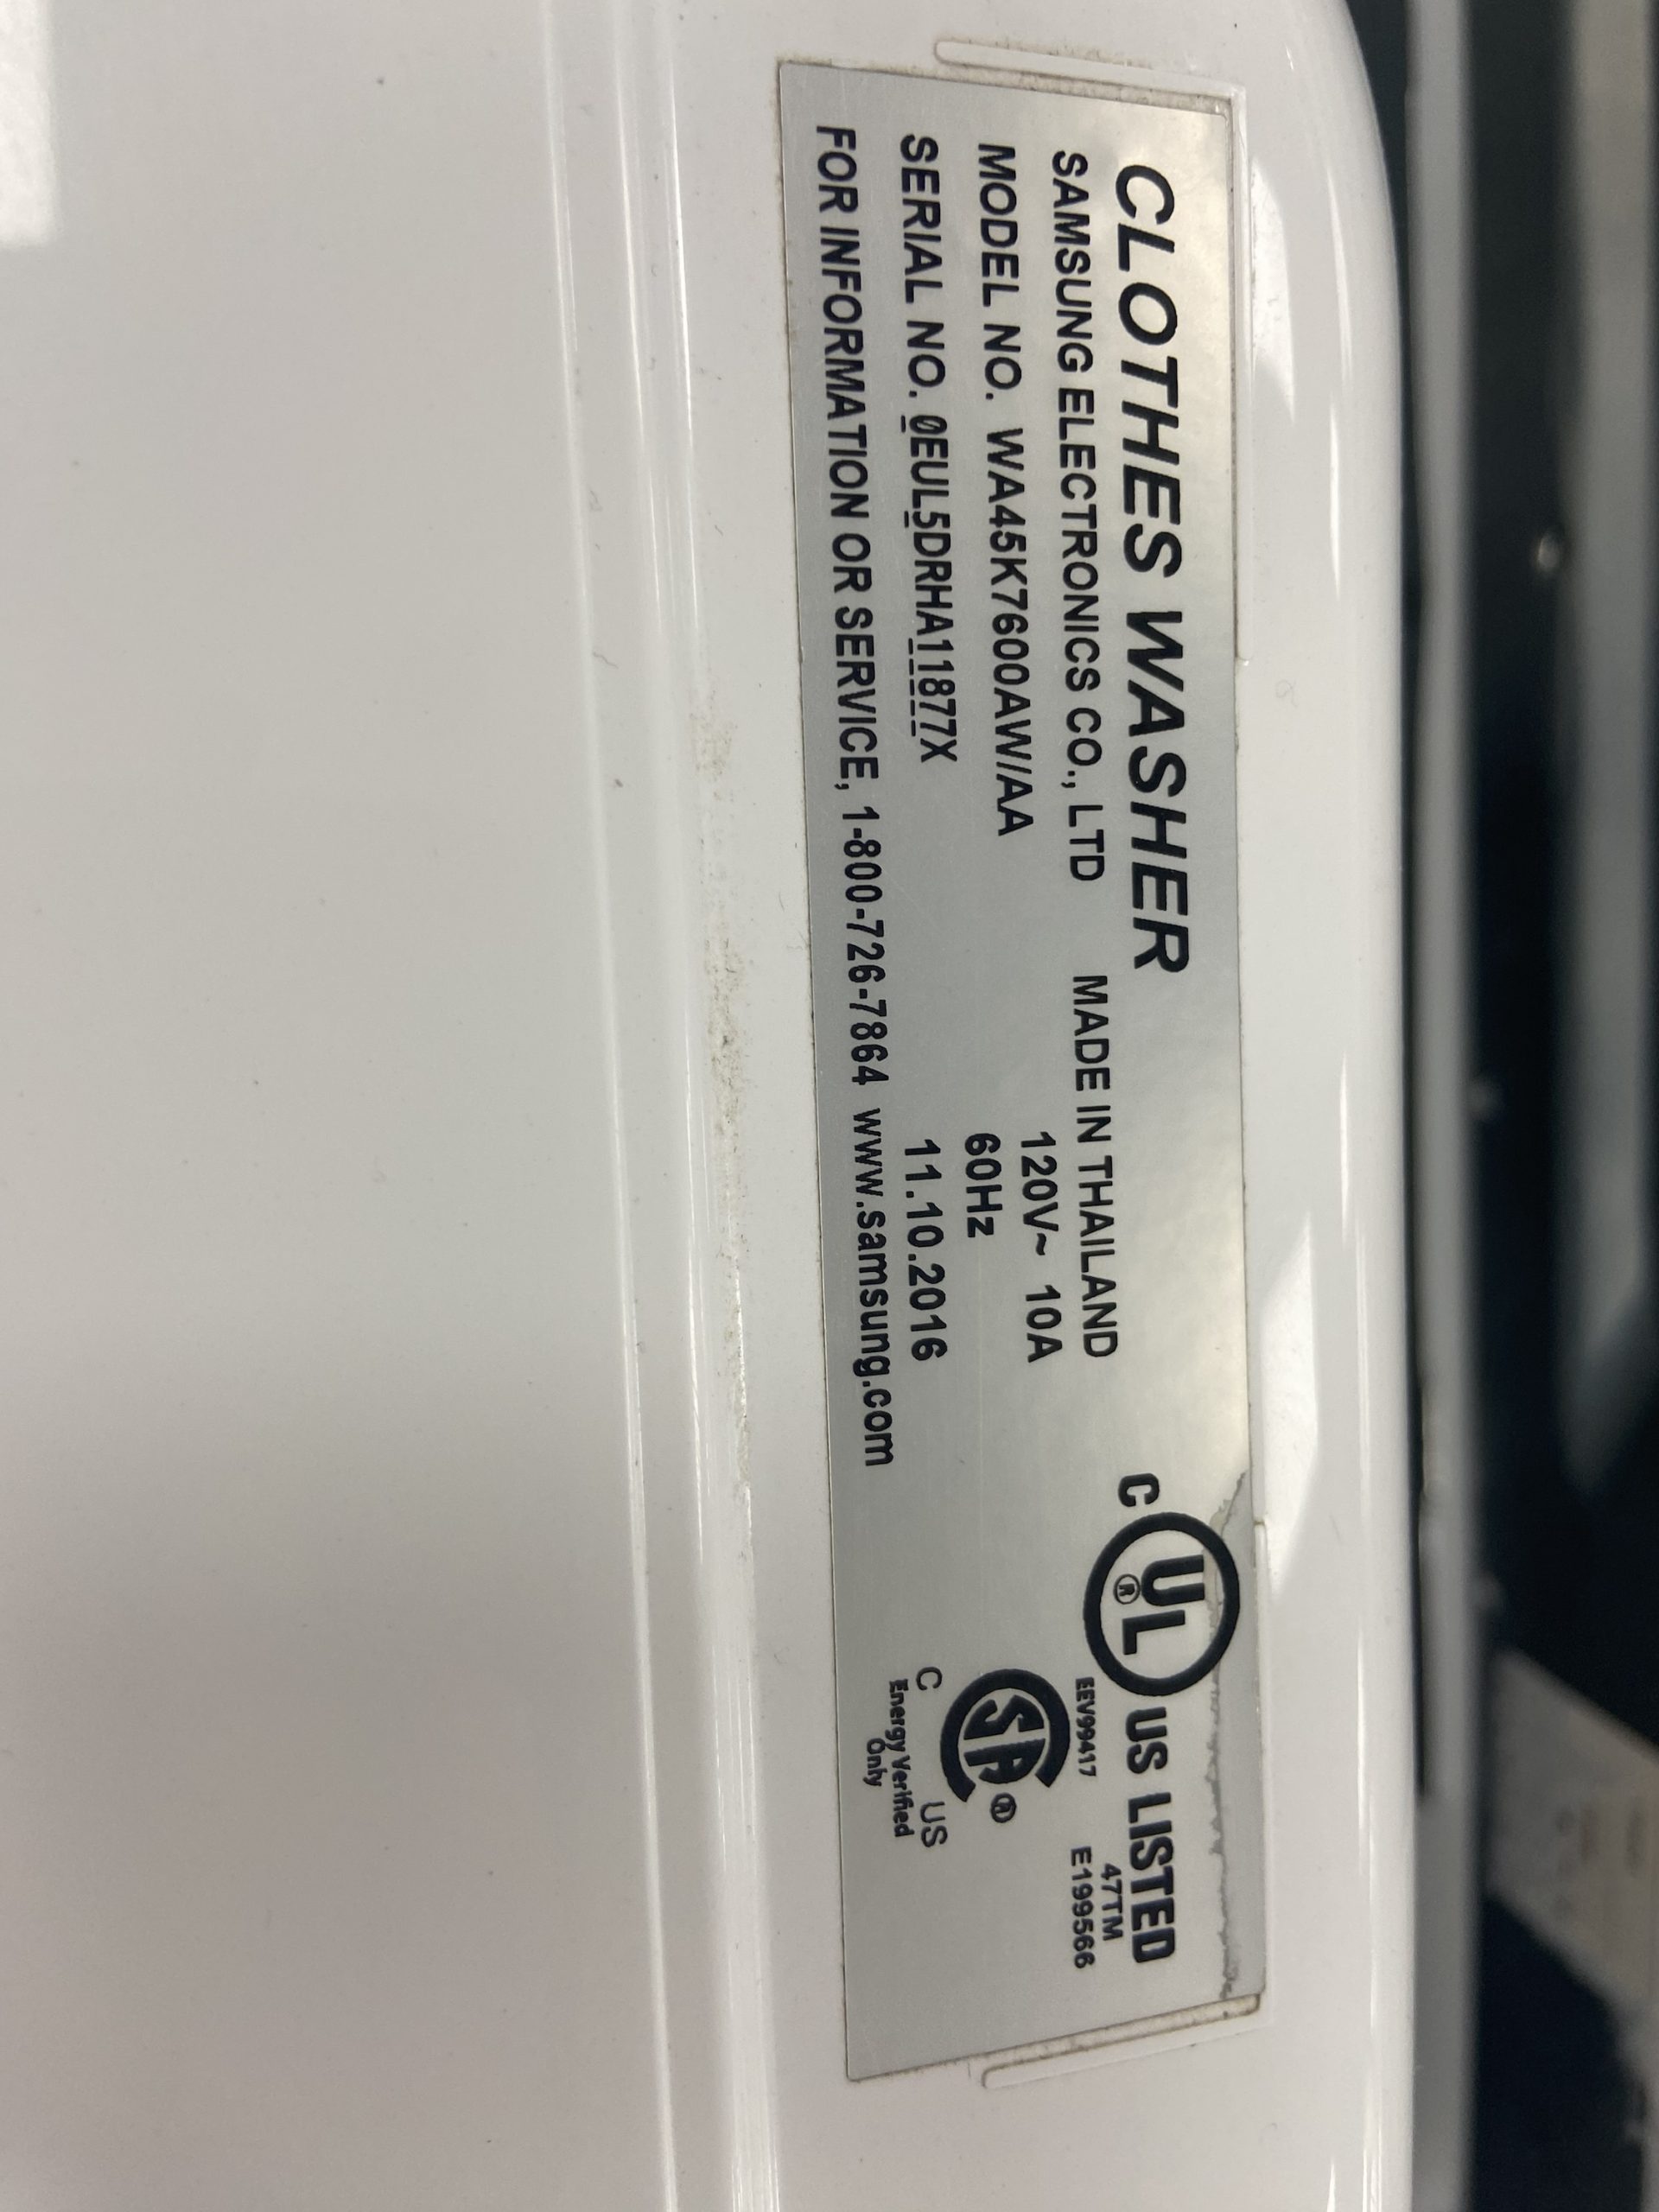 CLOTHES WASHER
SAMSUNG ELECTRONICS CO., LTD MADE IN THAILAND
MODEL NO. WA45K7600AW/AA 120V~ 10A
60Hz
SERIAL NO. 0EUL5DRHA11877X 11.10.2016
FOR INFORMATION OR SERVICE, 1-800-726-7864 www.samsung.com
C UL ® US LISTED
47TM
EEV99417 E199566
SA ®
C US
Energy Verified
Only